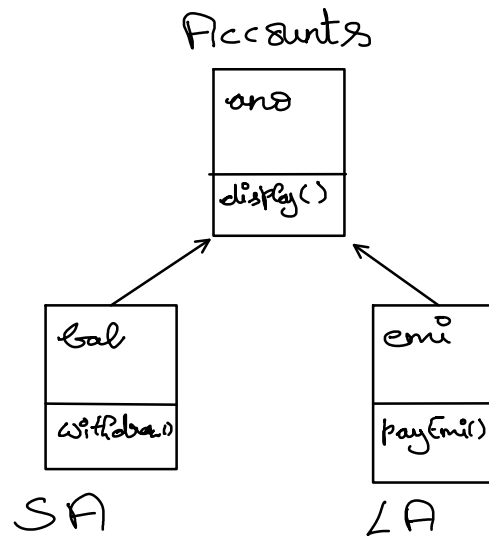 Accounts
ano
display()
bal
withdraw()
SA
emi
payEmi()
LA